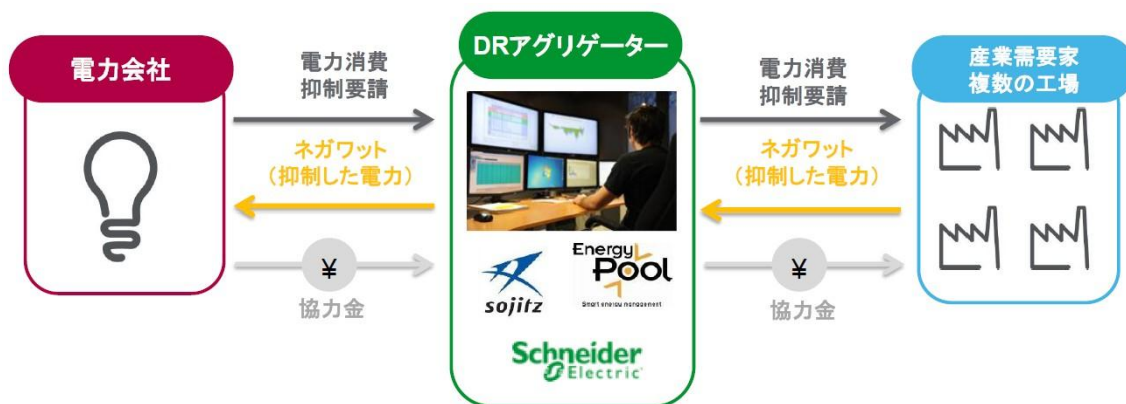 電力会社
電力消費
抑制要請
ネガワット
（抑制した電力）
¥
協力金
DRアグリゲーター
sojitz
Energy
Pool
Smart energy management
Schneider
Electric
電力消費
抑制要請
ネガワット
（抑制した電力）
¥
協力金
産業需要家
複数の工場